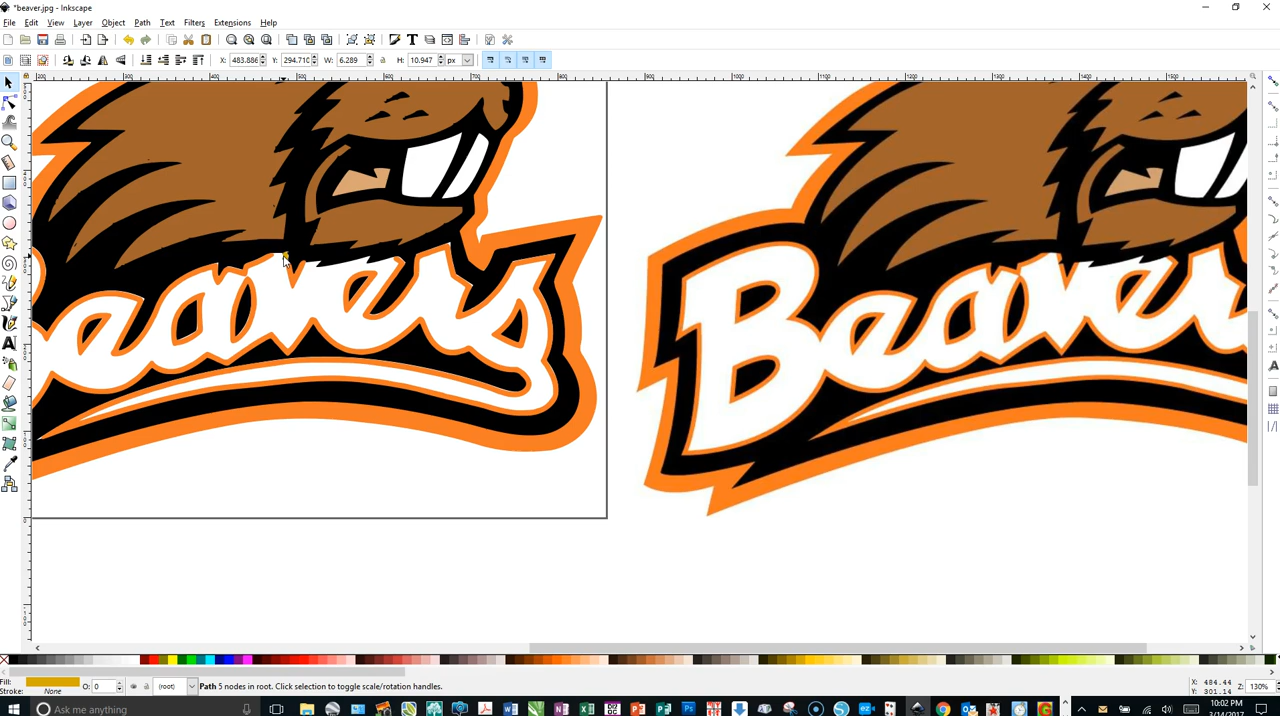 *beaver.jpg - Inkscape
File Edit View Layer Object Path Text Filters Extensions Help
X: 483.886 Y: 294.710 W: 6.289 H: 10.947 px
eavers
Beavers
Fill:
Stroke: None
O: 0
(root)
Path 5 nodes in root. Click selection to toggle scale/rotation handles.
X: 484.44
Y: 301.14
Z: 130%
Ask me anything
10:02 PM
3/14/2017